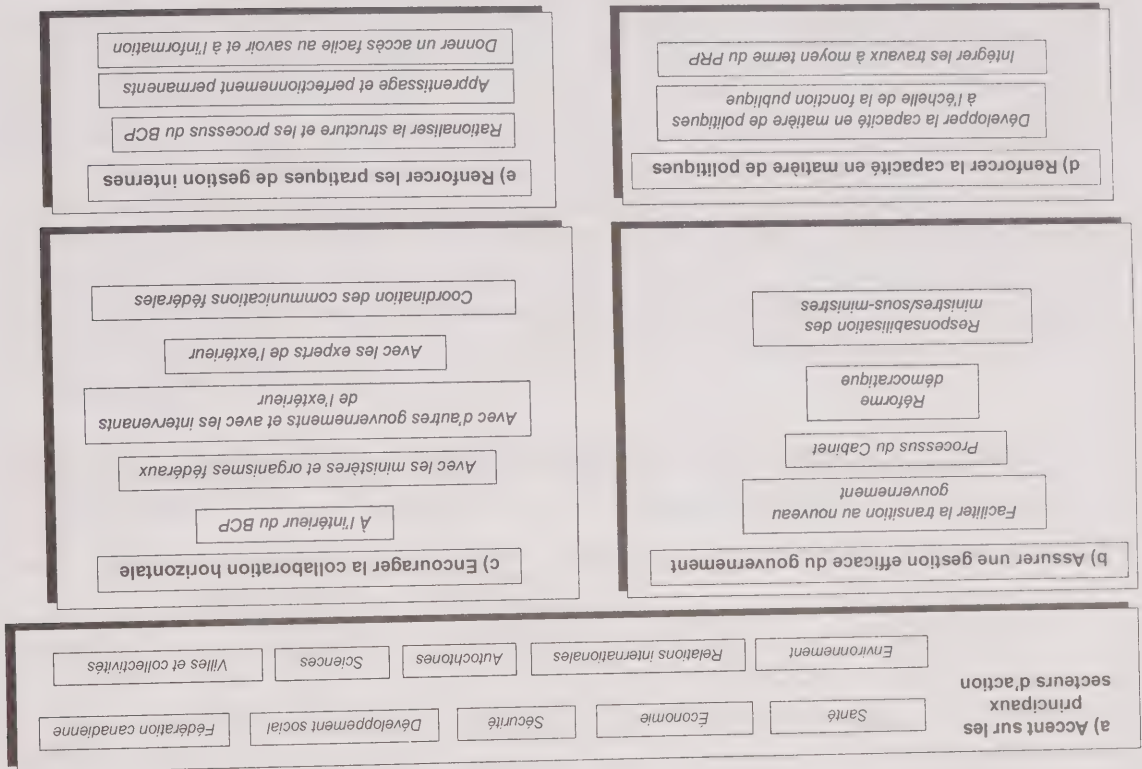 a) Accent sur les
principaux
secteurs d'action
Santé
Économie
Sécurité
Développement social
Fédération canadienne
Environnement
Relations internationales
Autochtones
Sciences
Villes et collectivités
b) Assurer une gestion efficace du gouvernement
Faciliter la transition au nouveau
gouvernement
Processus du Cabinet
Réforme
démocratique
Responsabilisation des
ministres/sous-ministres
c) Encourager la collaboration horizontale
À l'intérieur du BCP
Avec les ministères et organismes fédéraux
Avec d'autres gouvernements et avec les intervenants
de l'extérieur
Avec les experts de l'extérieur
Coordination des communications fédérales
d) Renforcer la capacité en matière de politiques
Développer la capacité en matière de politiques
à l'échelle de la fonction publique
Intégrer les travaux à moyen terme du PRP
e) Renforcer les pratiques de gestion internes
Rationaliser la structure et les processus du BCP
Apprentissage et perfectionnement permanents
Donner un accès facile au savoir et à l'information